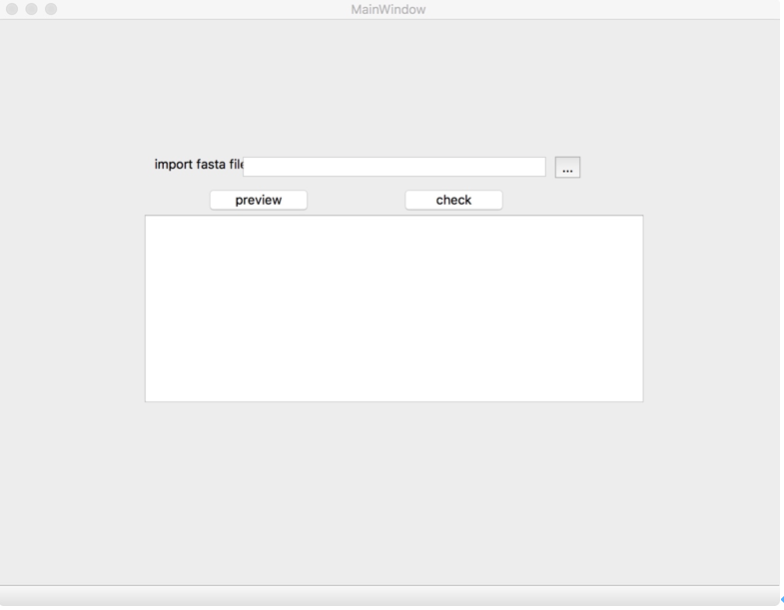 MainWindow
import fasta file
...
preview
check